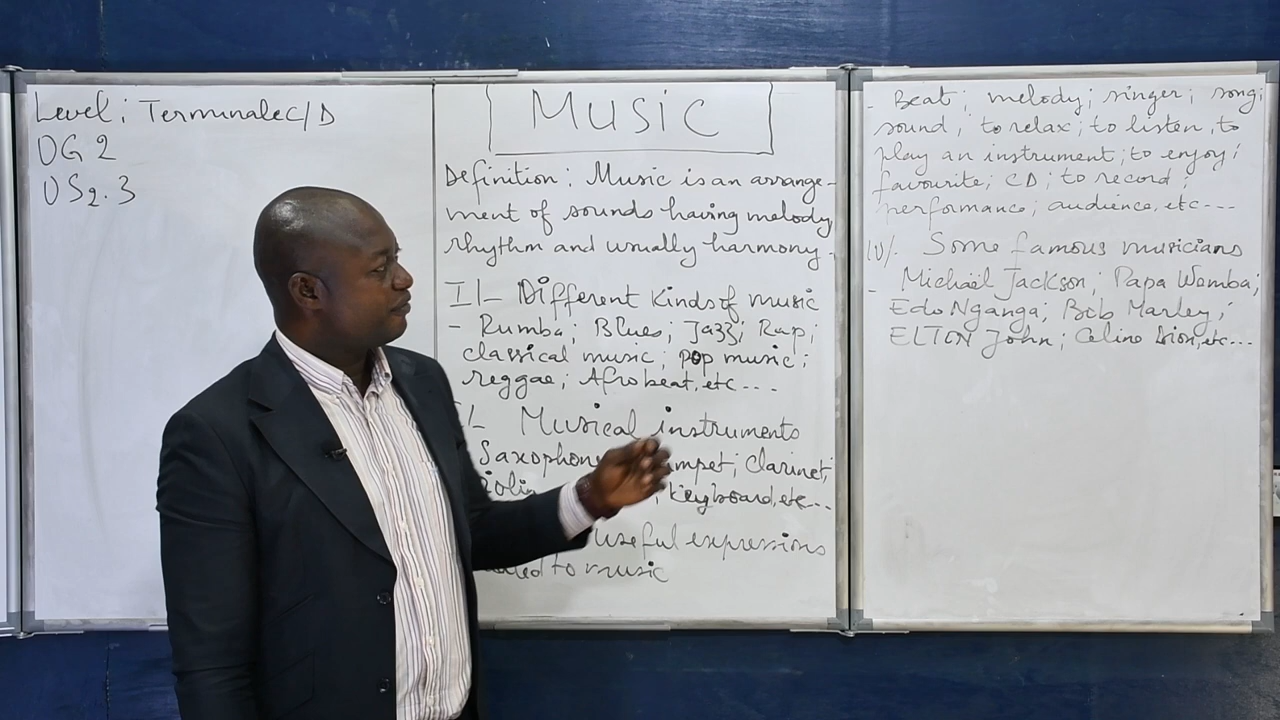 Level: Terminale C/D
OG 2
OS 2.3
MUSiC
Definition: Music is an arrange-
ment of sounds having melody,
rhythm and usually harmony.
I/_ Different Kinds of music
- Rumba; Blues; Jazz; Rap;
classical music; pop music;
reggae; Afrobeat, etc ....
Musical instruments
Saxophone; Clarinet;
Keyboard, etc...
useful expressions
to music
- Beat; melody; singer; song;
sound; to relax; to listen, to
play an instrument; to enjoy;
favourite; CD; to record;
performance; audience, etc ---
IV/. Some famous musicians
- Michaël Jackson, Papa Wemba;
Edo Nganga; Bob Marley;
ELTON John; Celine Dion, etc...